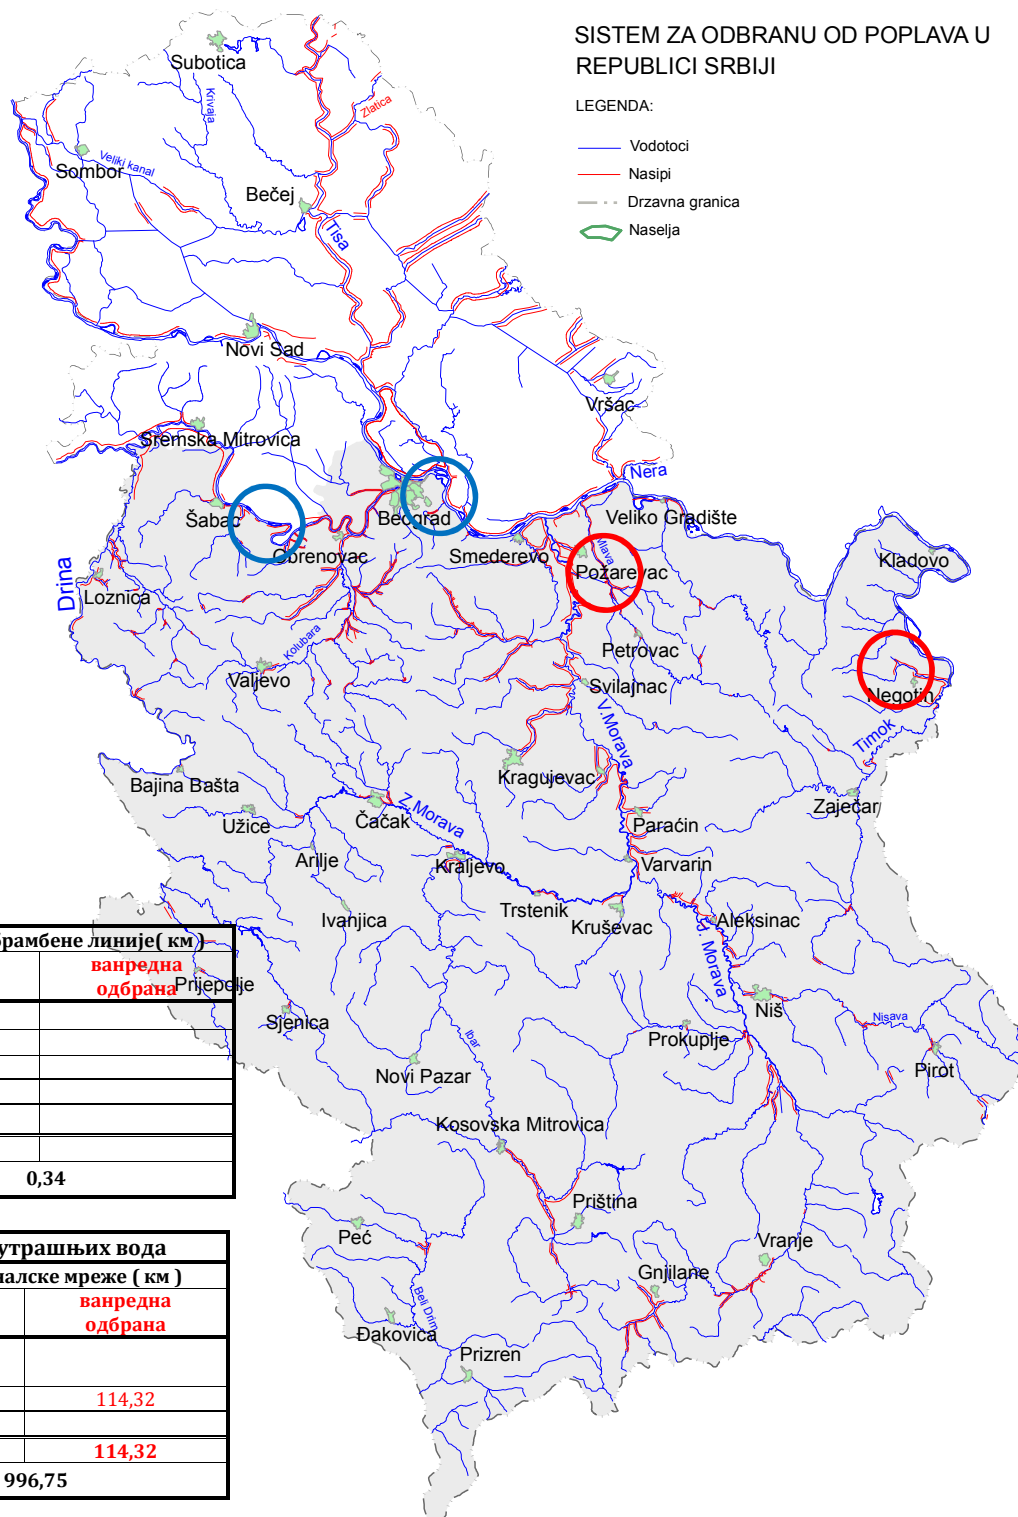 SISTEM ZA ODBRANU OD POPLAVA U
REPUBLICI SRBIJI
LEGENDA:
Vodotoci
Nasipi
Drzavna granica
Naselja
Subotica
Krivaja
Zlatica
Sombor
Veliki kanal
Bečej
Tisa
Novi Sad
Vršac
Sremska Mitrovica
Nera
Šabac
Beograd
Veliko Gradište
Obrenovac
Smederevo
Mlava
Kladovo
Drina
Loznica
Požarevac
Kolubara
Petrovac
Valjevo
Svilajnac
Negotin
V.Morava
Timok
Bajina Bašta
Kragujevac
Z.Morava
Zaječar
Užice
Čačak
Paraćin
Arilje
Kraljevo
Varvarin
Ivanjica
Trstenik
Kruševac
Aleksinac
J. Morava
Prijepolje
Sjenica
Niš
Nisava
Ibar
Prokuplje
Novi Pazar
Pirot
Kosovska Mitrovica
Priština
Peć
Vranje
Gnjilane
Beli Drim
Đakovica
Prizren
брамбене линије( км )
ванредна
одбрана
0,34
утрашњих вода
налске мреже ( км )
ванредна
одбрана
114,32
114,32
996,75